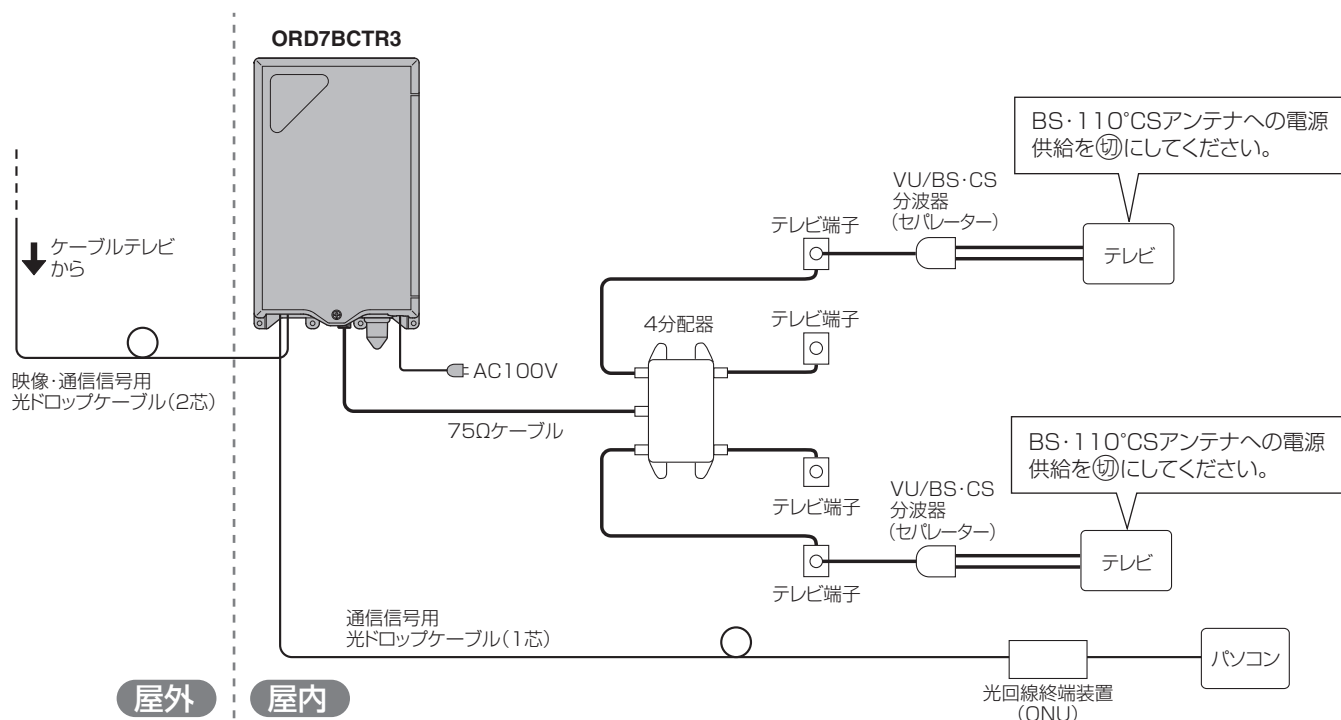 ORD7BCTR3
ケーブルテレビ
から
映像・通信信号用
光ドロップケーブル(2芯)
AC100V
75Ωケーブル
4分配器
テレビ端子
VU/BS・CS
分波器
(セパレーター)
BS・110°CSアンテナへの電源
供給を㊛にしてください。
テレビ
テレビ端子
テレビ端子
VU/BS・CS
分波器
(セパレーター)
BS・110°CSアンテナへの電源
供給を切にしてください。
テレビ
テレビ端子
通信信号用
光ドロップケーブル(1芯)
光回線終端装置
(ONU)
パソコン
屋外
屋内